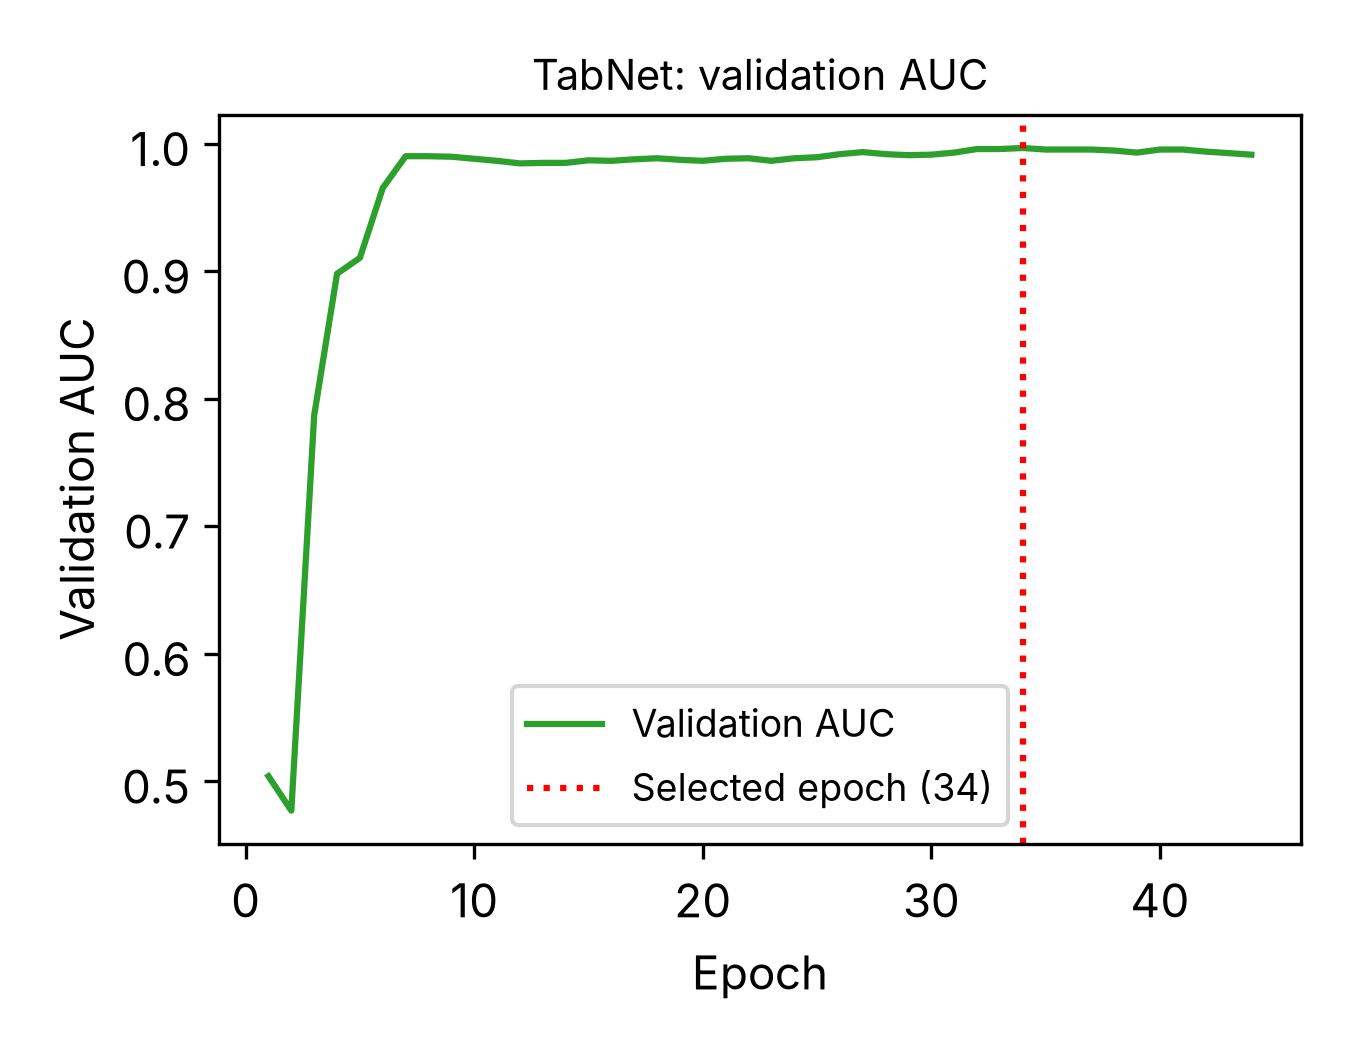 TabNet: validation AUC
1.0
0.9
0.8
0.7
0.6
0.5
Validation AUC
Validation AUC
Selected epoch (34)
0 10 20 30 40
Epoch